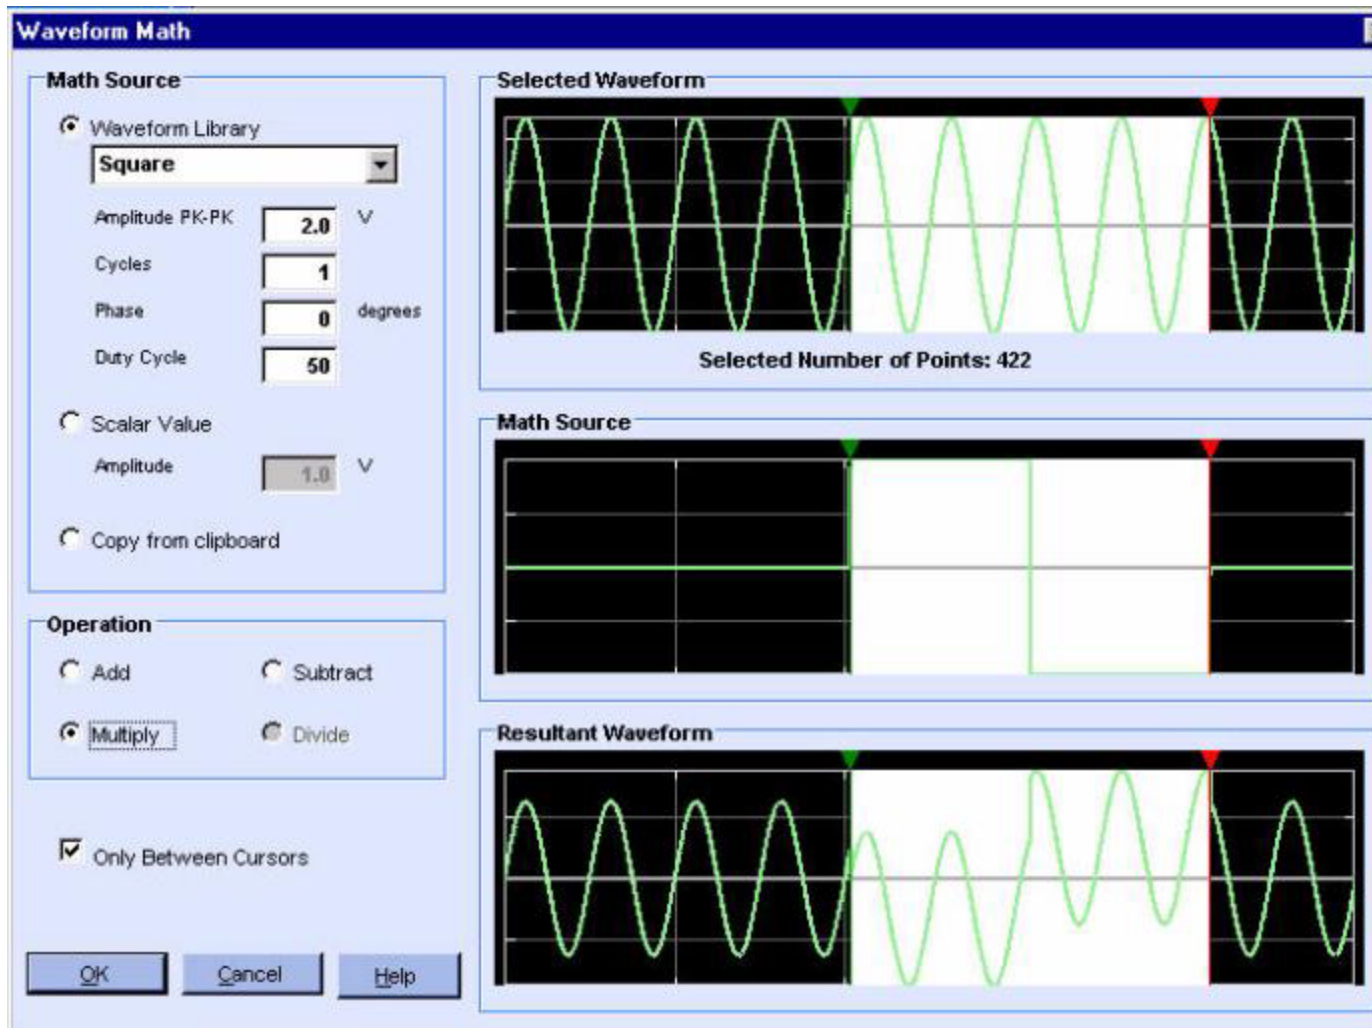 Waveform Math
Math Source
Waveform Library
Square
Amplitude PK-PK 2.0 V
Cycles 1
Phase 0 degrees
Duty Cycle 50
Scalar Value
Amplitude 1.0 V
Copy from clipboard
Operation
Add Subtract
Multiply Divide
Only Between Cursors
OK Cancel Help
Selected Waveform
Selected Number of Points: 422
Math Source
Resultant Waveform